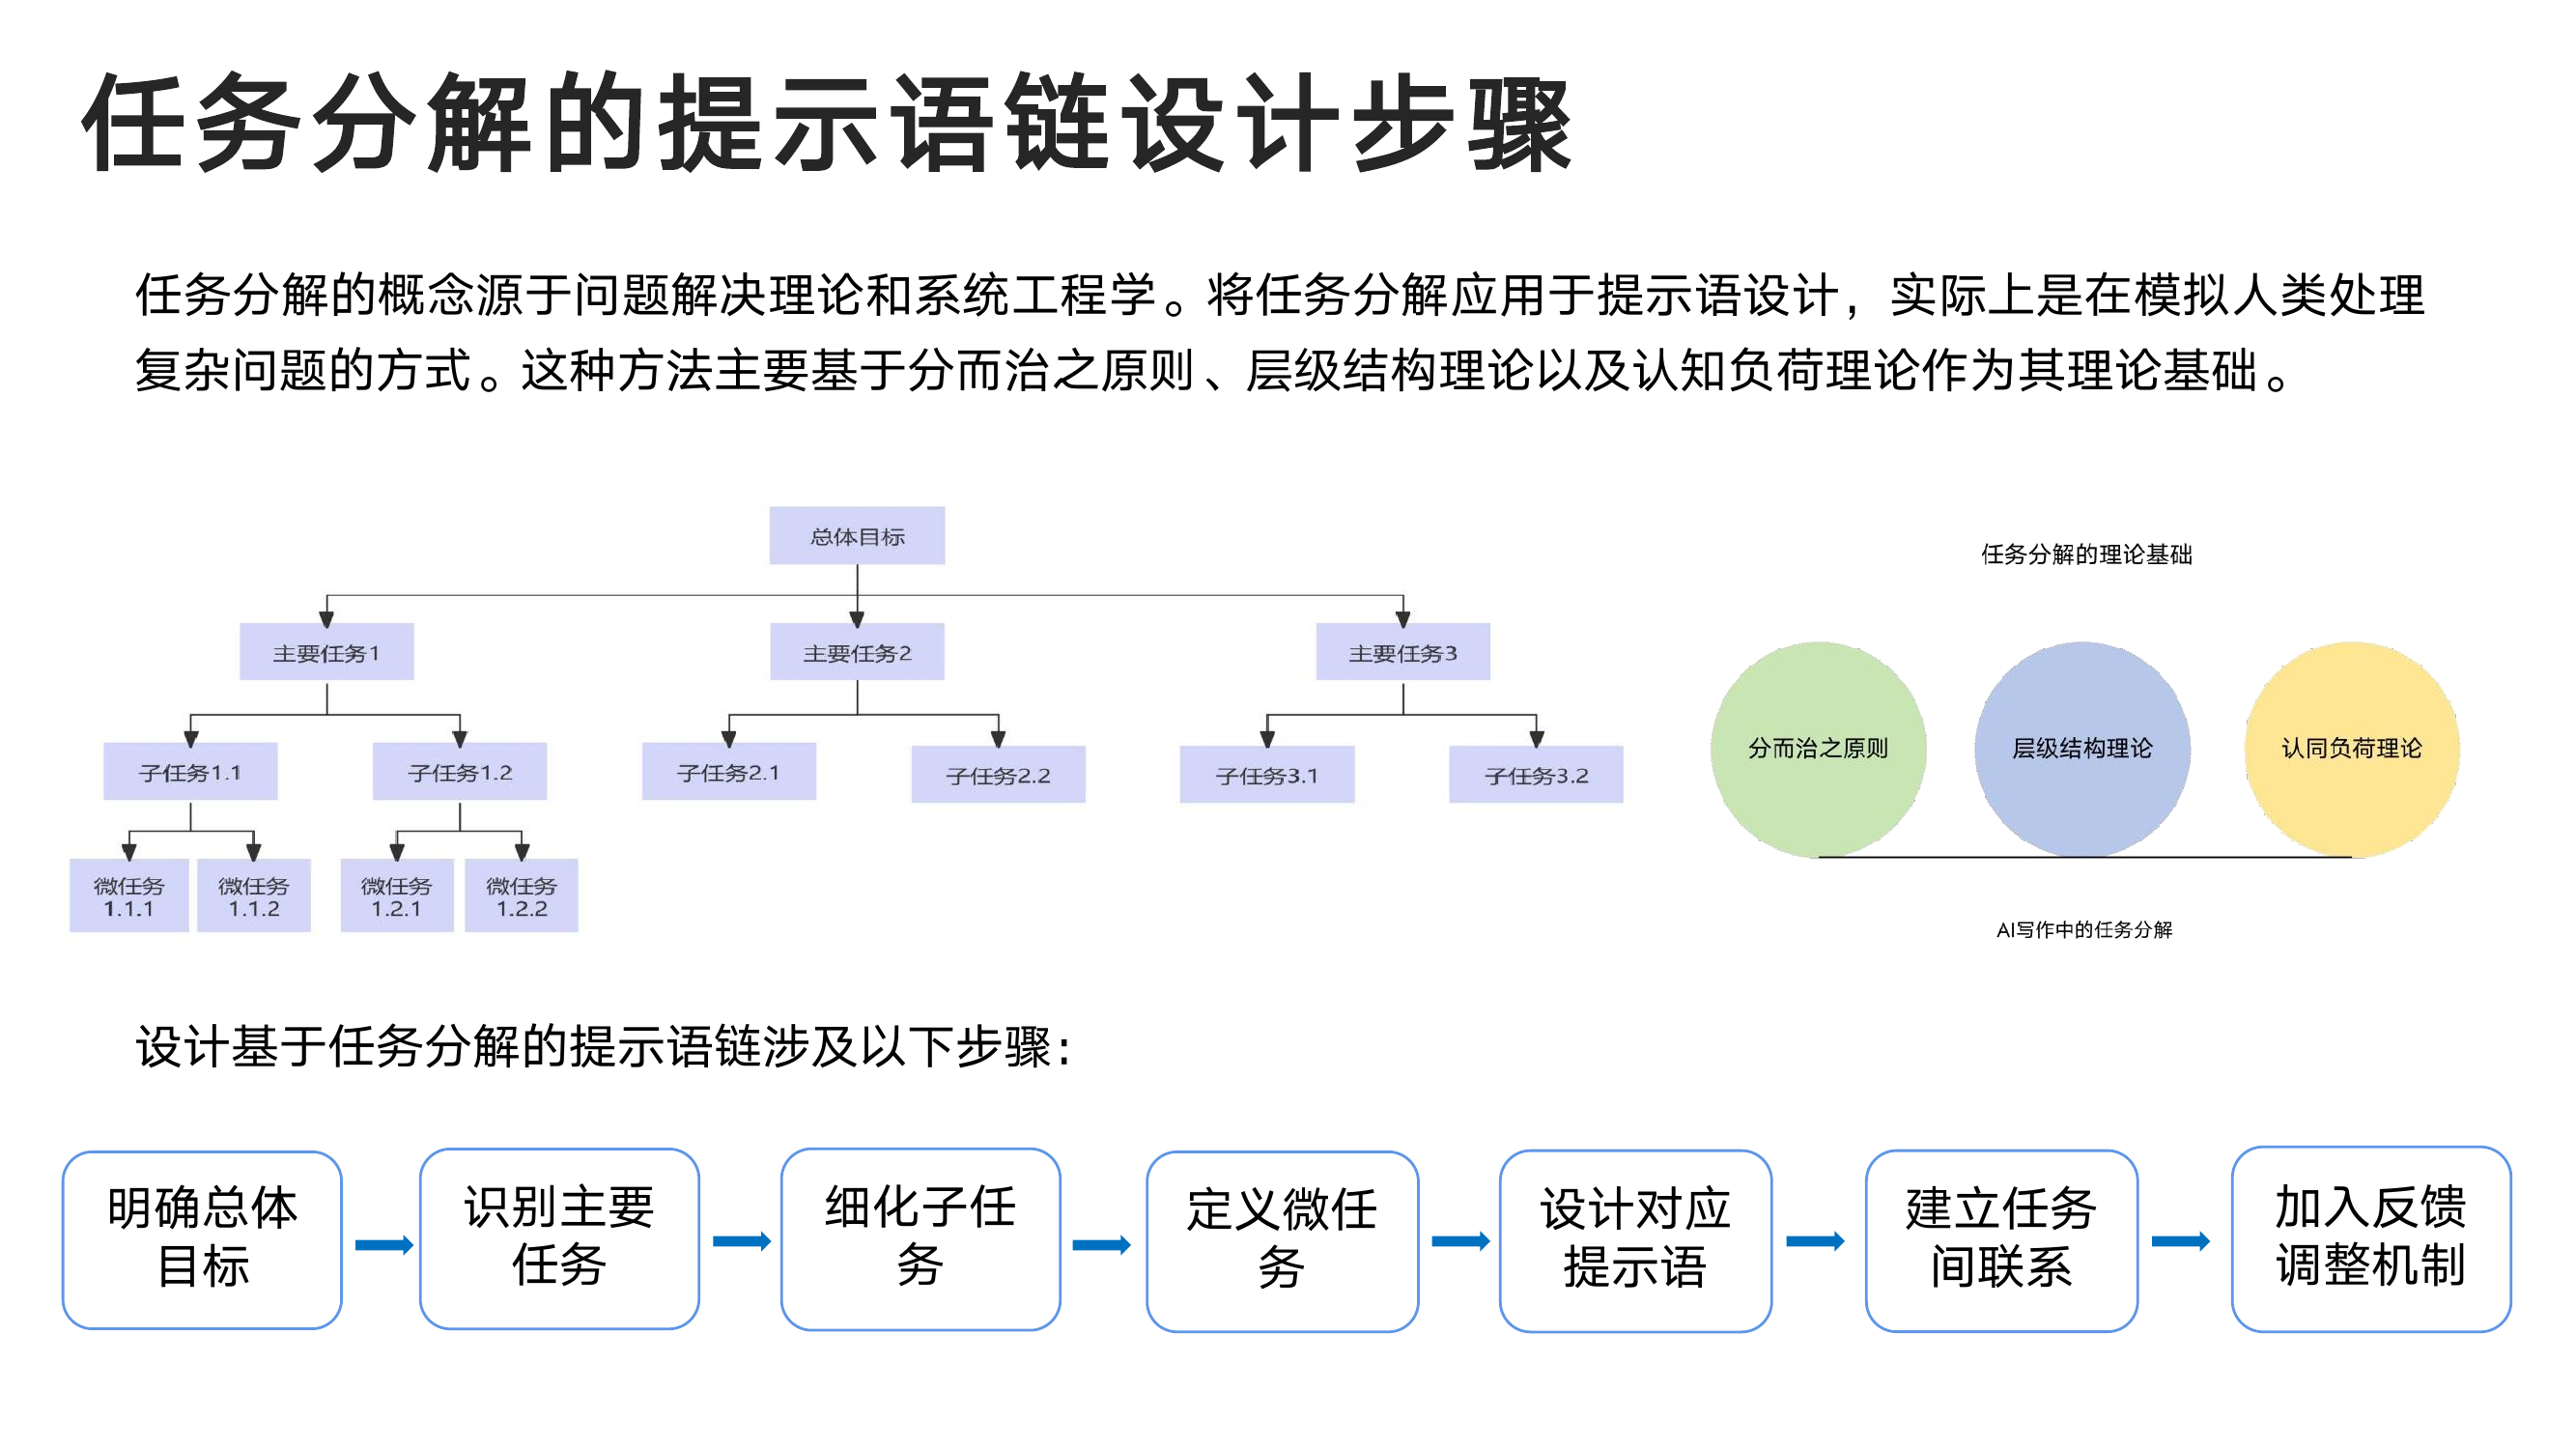 任务分解的提示语链设计步骤
任务分解的概念源于问题解决理论和系统工程学。将任务分解应用于提示语设计，实际上是在模拟人类处理
复杂问题的方式。这种方法主要基于分而治之原则、层级结构理论以及认知负荷理论作为其理论基础。
总体目标
主要任务1
主要任务2
主要任务3
子任务1.1
子任务1.2
子任务2.1
子任务2.2
子任务3.1
子任务3.2
微任务
1.1.1
微任务
1.1.2
微任务
1.2.1
微任务
1.2.2
任务分解的理论基础
分而治之原则
层级结构理论
认同负荷理论
AI写作中的任务分解
设计基于任务分解的提示语链涉及以下步骤：
明确总体
目标
识别主要
任务
细化子任
务
定义微任
务
设计对应
提示语
建立任务
间联系
加入反馈
调整机制